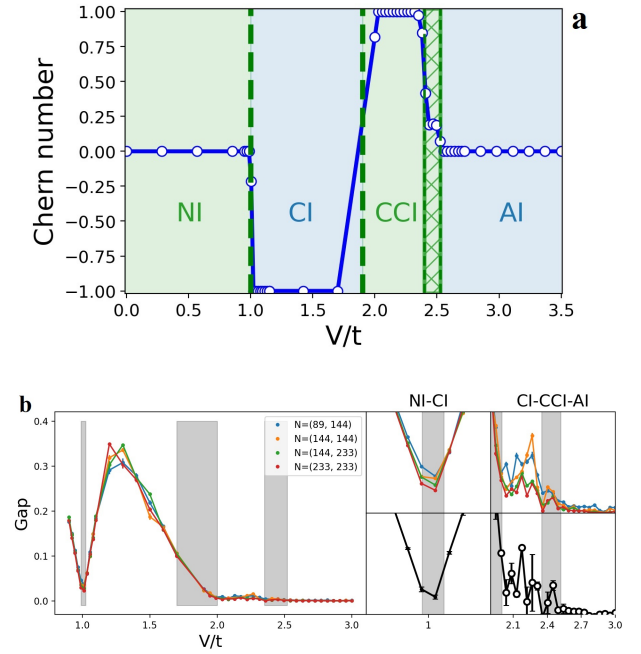 a
1.00
0.75
0.50
0.25
0.00
−0.25
−0.50
−0.75
−1.00
Chern number
NI
CI
CCI
AI
0.0 0.5 1.0 1.5 2.0 2.5 3.0 3.5
V/t
b
NI-CI
CI-CCI-AI
0.4
0.3
0.2
0.1
0.0
Gap
N=(89, 144)
N=(144, 144)
N=(144, 233)
N=(233, 233)
1.0 1.5 2.0 2.5 3.0
V/t
1
2.1 2.4 2.7 3.0